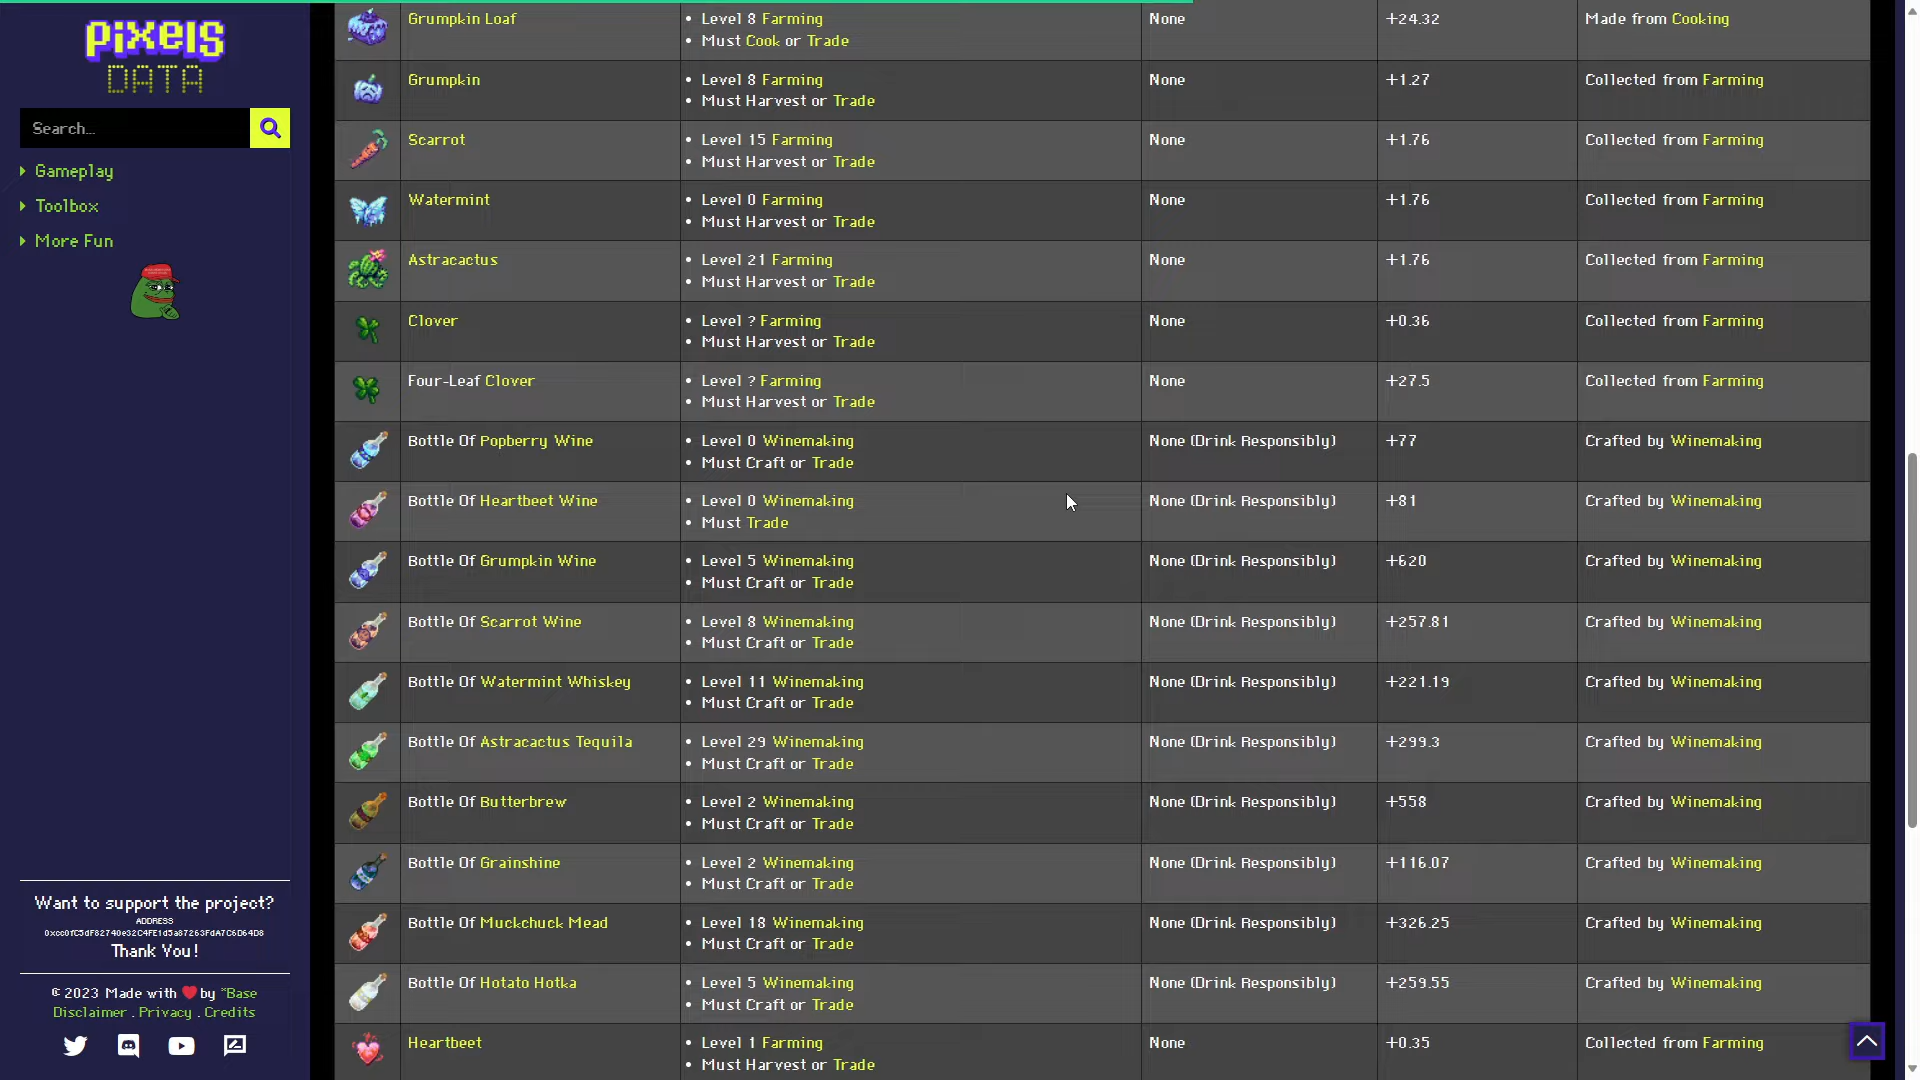 pixels
DATA
Search...
Gameplay
Toolbox
More Fun
Want to support the project?
ADDRESS
Thank You!
© 2023 Made with by *Base
Disclaimer . Privacy . Credits
Grumpkin Loaf
Level 8 Farming
Must Cook or Trade
None
+24.32
Made from Cooking
Grumpkin
Level 8 Farming
Must Harvest or Trade
None
+1.27
Collected from Farming
Scarrot
Level 15 Farming
Must Harvest or Trade
None
+1.76
Collected from Farming
Watermint
Level 0 Farming
Must Harvest or Trade
None
+1.76
Collected from Farming
Astracactus
Level 21 Farming
Must Harvest or Trade
None
+1.76
Collected from Farming
Clover
Level ? Farming
Must Harvest or Trade
None
+0.36
Collected from Farming
Four-Leaf Clover
Level ? Farming
Must Harvest or Trade
None
+27.5
Collected from Farming
Bottle Of Popberry Wine
Level 0 Winemaking
Must Craft or Trade
None (Drink Responsibly)
+77
Crafted by Winemaking
Bottle Of Heartbeet Wine
Level 0 Winemaking
Must Trade
None (Drink Responsibly)
+81
Crafted by Winemaking
Bottle Of Grumpkin Wine
Level 5 Winemaking
Must Craft or Trade
None (Drink Responsibly)
+620
Crafted by Winemaking
Bottle Of Scarrot Wine
Level 8 Winemaking
Must Craft or Trade
None (Drink Responsibly)
+257.81
Crafted by Winemaking
Bottle Of Watermint Whiskey
Level 11 Winemaking
Must Craft or Trade
None (Drink Responsibly)
+221.19
Crafted by Winemaking
Bottle Of Astracactus Tequila
Level 29 Winemaking
Must Craft or Trade
None (Drink Responsibly)
+299.3
Crafted by Winemaking
Bottle Of Butterbrew
Level 2 Winemaking
Must Craft or Trade
None (Drink Responsibly)
+558
Crafted by Winemaking
Bottle Of Grainshine
Level 2 Winemaking
Must Craft or Trade
None (Drink Responsibly)
+116.07
Crafted by Winemaking
Bottle Of Muckchuck Mead
Level 18 Winemaking
Must Craft or Trade
None (Drink Responsibly)
+326.25
Crafted by Winemaking
Bottle Of Hotato Hotka
Level 5 Winemaking
Must Craft or Trade
None (Drink Responsibly)
+259.55
Crafted by Winemaking
Heartbeet
Level 1 Farming
Must Harvest or Trade
None
+0.35
Collected from Farming